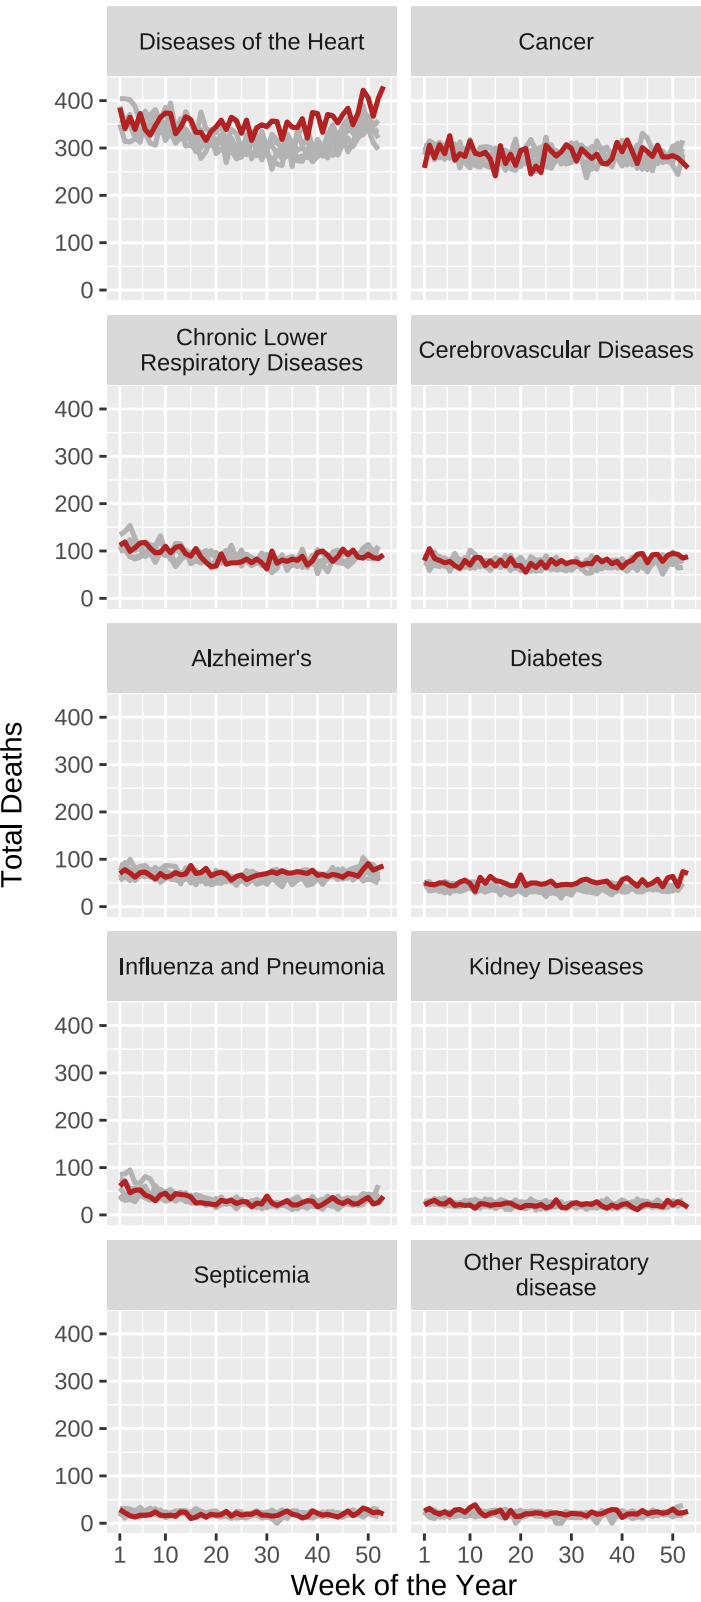 Diseases of the Heart
Cancer
400
300
200
100
0
Chronic Lower
Respiratory Diseases
Cerebrovascular Diseases
400
300
200
100
0
Alzheimer's
Diabetes
400
300
200
100
0
Influenza and Pneumonia
Kidney Diseases
400
300
200
100
0
Septicemia
Other Respiratory
disease
400
300
200
100
0
1 10 20 30 40 50
1 10 20 30 40 50
Week of the Year
Total Deaths